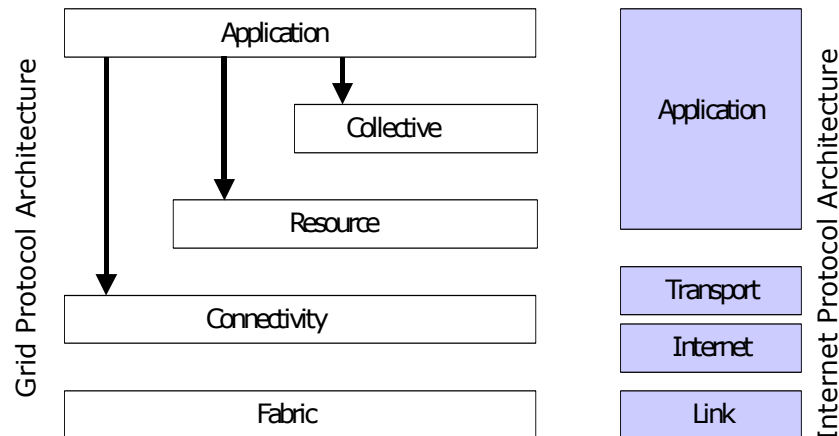 Grid Protocol Architecture
Application
Collective
Resource
Connectivity
Fabric
Application
Transport
Internet
Link
Internet Protocol Architecture